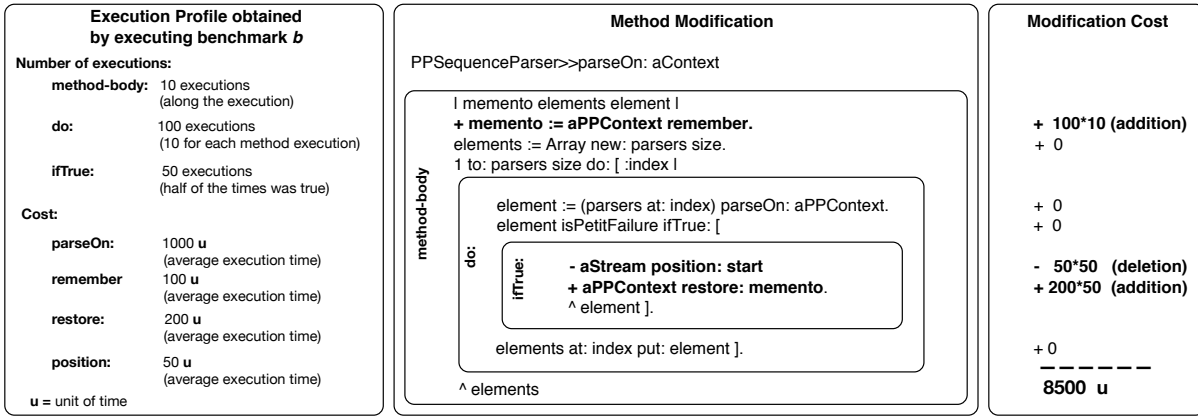 Execution Profile obtained
by executing benchmark b
Number of executions:
method-body: 10 executions
(along the execution)
do: 100 executions
(10 for each method execution)
ifTrue: 50 executions
(half of the times was true)
Cost:
parseOn: 1000 u
(average execution time)
remember 100 u
(average execution time)
restore: 200 u
(average execution time)
position: 50 u
(average execution time)
u = unit of time
Method Modification
PPSequenceParser>>parseOn: aContext
method-body
| memento elements element |
+ memento := aPPContext remember.
elements := Array new: parsers size.
1 to: parsers size do: [ :index |
do:
element := (parsers at: index) parseOn: aPPContext.
element isPetitFailure ifTrue: [
ifTrue:
- aStream position: start
+ aPPContext restore: memento.
^ element ].
elements at: index put: element ].
^ elements
Modification Cost
+ 100*10 (addition)
+ 0
+ 0
+ 0
- 50*50 (deletion)
+ 200*50 (addition)
+ 0
8500 u